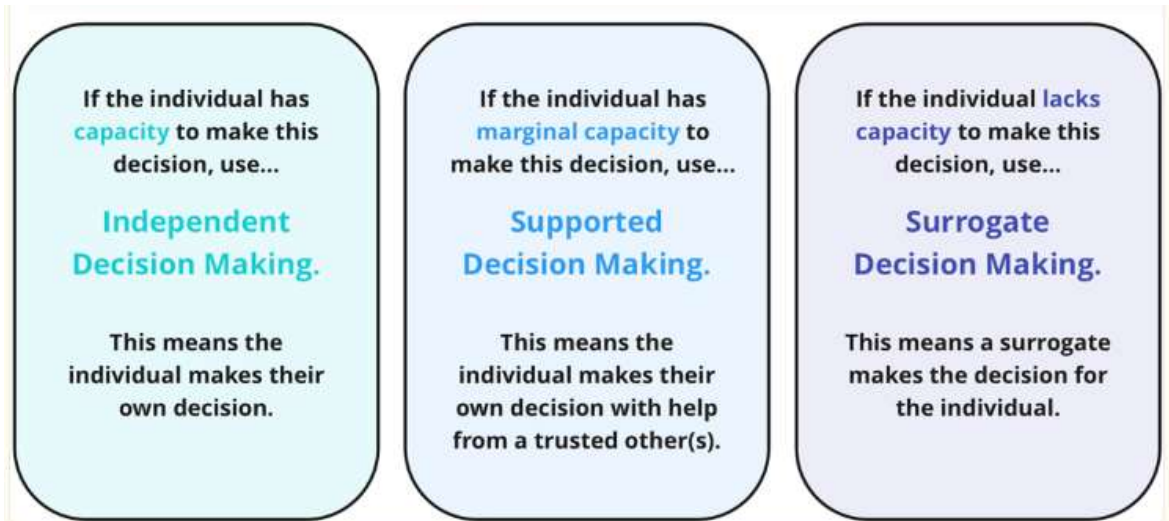 If the individual has
capacity to make this
decision, use...
Independent
Decision Making.
This means the
individual makes their
own decision.
If the individual has
marginal capacity to
make this decision, use...
Supported
Decision Making.
This means the
individual makes their
own decision with help
from a trusted other(s).
If the individual lacks
capacity to make this
decision, use...
Surrogate
Decision Making.
This means a surrogate
makes the decision for
the individual.